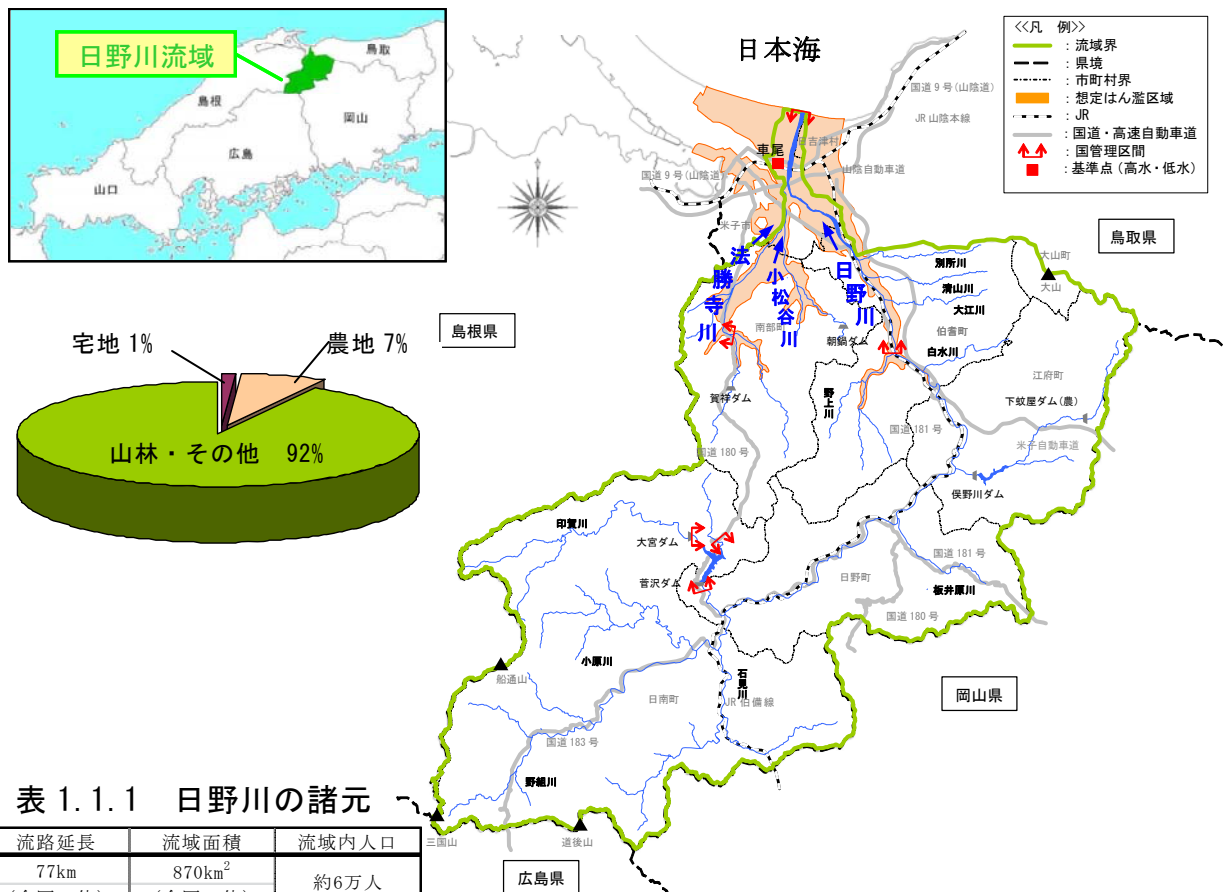 日野川流域
鳥取
島根
岡山
広島
山口
日本海
<<凡 例>>
: 流域界
: 県境
: 市町村界
: 想定はん濫区域
: JR
: 国道・高速自動車道
: 国管理区間
: 基準点 (高水・低水)
国道9号(山陰道)
JR山陰本線
日吉津村
車尾
山陰自動車道
国道9号(山陰道)
米子市
鳥取県
島根県
法勝寺川
小松谷川
日野川
別所川
清山川
大江川
大山町
大山
伯耆町
白水川
南部町
朝鍋ダム
江府町
下蚊屋ダム(農)
賀祥ダム
野上川
国道181号
米子自動車道
国道180号
俣野川ダム
宅地 1%
農地 7%
山林・その他 92%
印賀川
大宮ダム
菅沢ダム
国道181号
日野町
板井原川
国道180号
小原川
石見川
船通山
日南町
JR伯備線
岡山県
国道183号
野組川
三国山
道後山
広島県
表 1.1.1 日野川の諸元
流路延長 流域面積 流域内人口
77km 870km² 約6万人